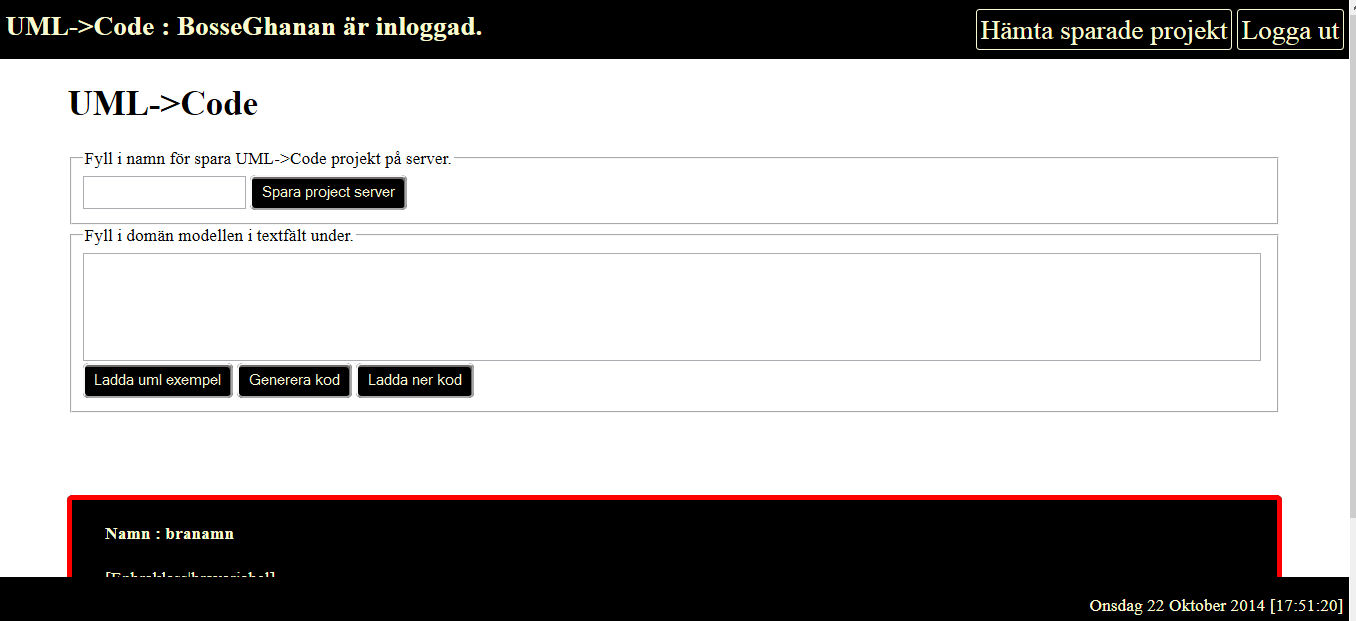 UML->Code : BosseGhanan är inloggad.
Hämta sparade projekt Logga ut
UML->Code
Fyll i namn för spara UML->Code projekt på server.
Spara project server
Fyll i domän modellen i textfält under.
Ladda uml exempel Generera kod Ladda ner kod
Namn : branamn
Onsdag 22 Oktober 2014 [17:51:20]